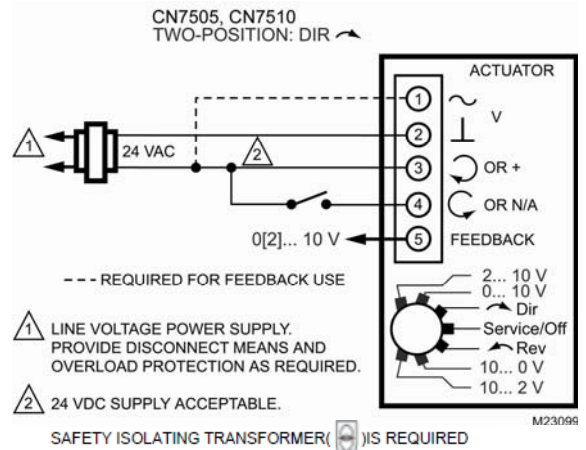 CN7505, CN7510
TWO-POSITION: DIR
ACTUATOR
1
V
2
1
24 VAC
2
3
OR +
4
OR N/A
0[2]... 10 V
5
FEEDBACK
--- REQUIRED FOR FEEDBACK USE
2... 10 V
0... 10 V
Dir
Service/Off
Rev
10... 0 V
10... 2 V
1 LINE VOLTAGE POWER SUPPLY.
PROVIDE DISCONNECT MEANS AND
OVERLOAD PROTECTION AS REQUIRED.
2 24 VDC SUPPLY ACCEPTABLE.
M23099
SAFETY ISOLATING TRANSFORMER( )IS REQUIRED